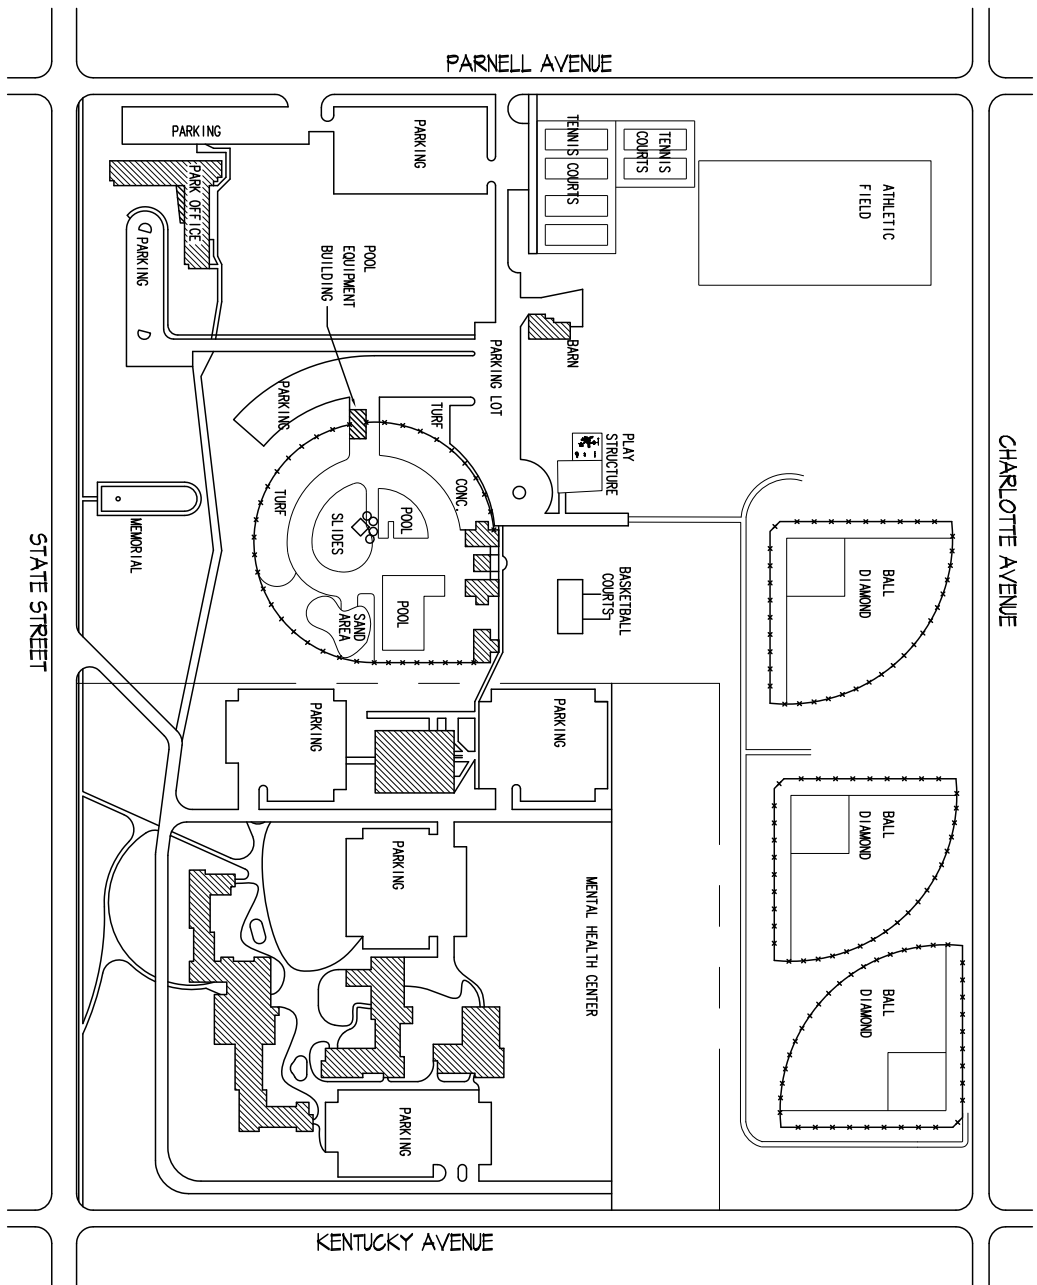 PARNELL AVENUE
PARKING
PARKING
TENNIS COURTS
TENNIS
COURTS
ATHLETIC
FIELD
PARK OFFICE
PARKING
POOL
EQUIPMENT
BUILDING
BARN
PARKING LOT
PARKING
TURF
PLAY
STRUCTURE
CONC.
TURF
POOL
SLIDES
MEMORIAL
BASKETBALL
COURTS
BALL
DIAMOND
SAND
AREA
POOL
CHARLOTTE AVENUE
STATE STREET
PARKING
PARKING
BALL
DIAMOND
PARKING
MENTAL HEALTH CENTER
BALL
DIAMOND
PARKING
KENTUCKY AVENUE